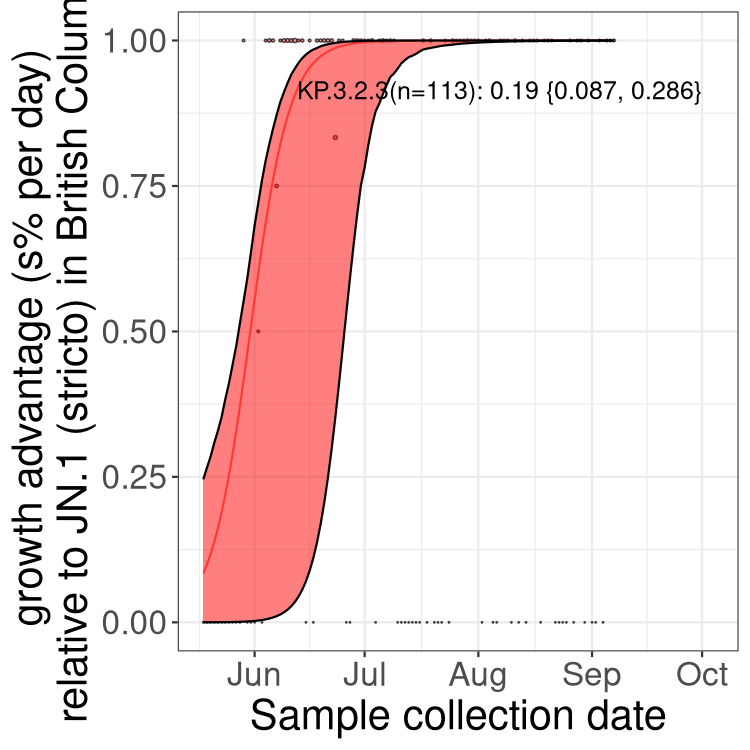 growth advantage (s% per day)
relative to JN.1 (stricto) in British Colum
1.00
0.75
0.50
0.25
0.00
KP.3.2.3(n=113): 0.19 {0.087, 0.286}
Jun Jul Aug Sep Oct
Sample collection date